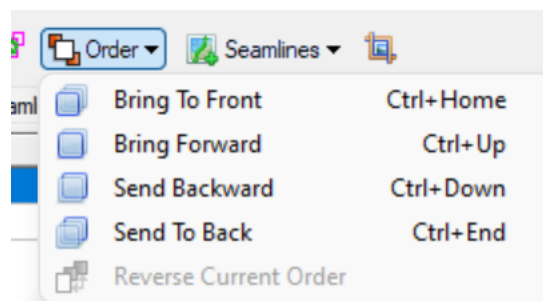 Order Seamlines
aml
Bring To Front Ctrl+Home
Bring Forward Ctrl+Up
Send Backward Ctrl+Down
Send To Back Ctrl+End
Reverse Current Order